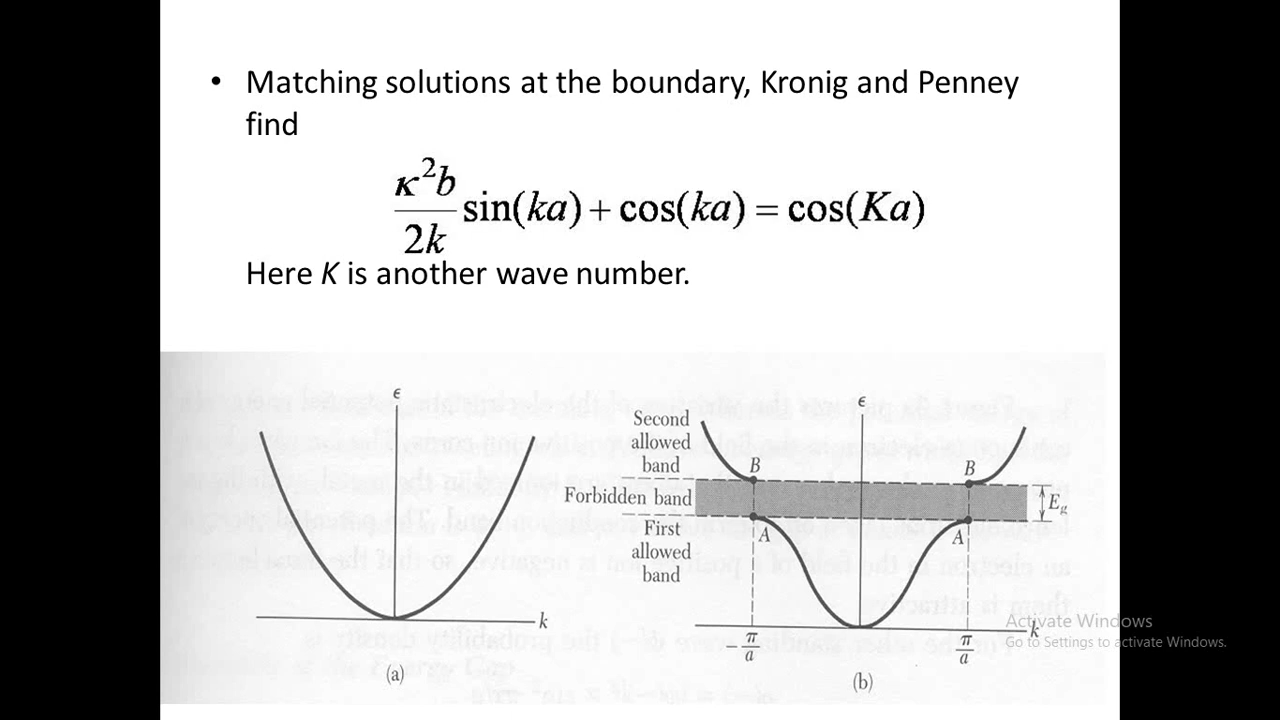 • Matching solutions at the boundary, Kronig and Penney
find
κ²b
2k
sin(ka) + cos(ka) = cos(Ka)
Here K is another wave number.
ϵ
k
(a)
ϵ
Second
allowed
band
B
B
Forbidden band
E_g
First
allowed
band
A
A
k
−π/a
π/a
(b)
Activate Windows
Go to Settings to activate Windows.